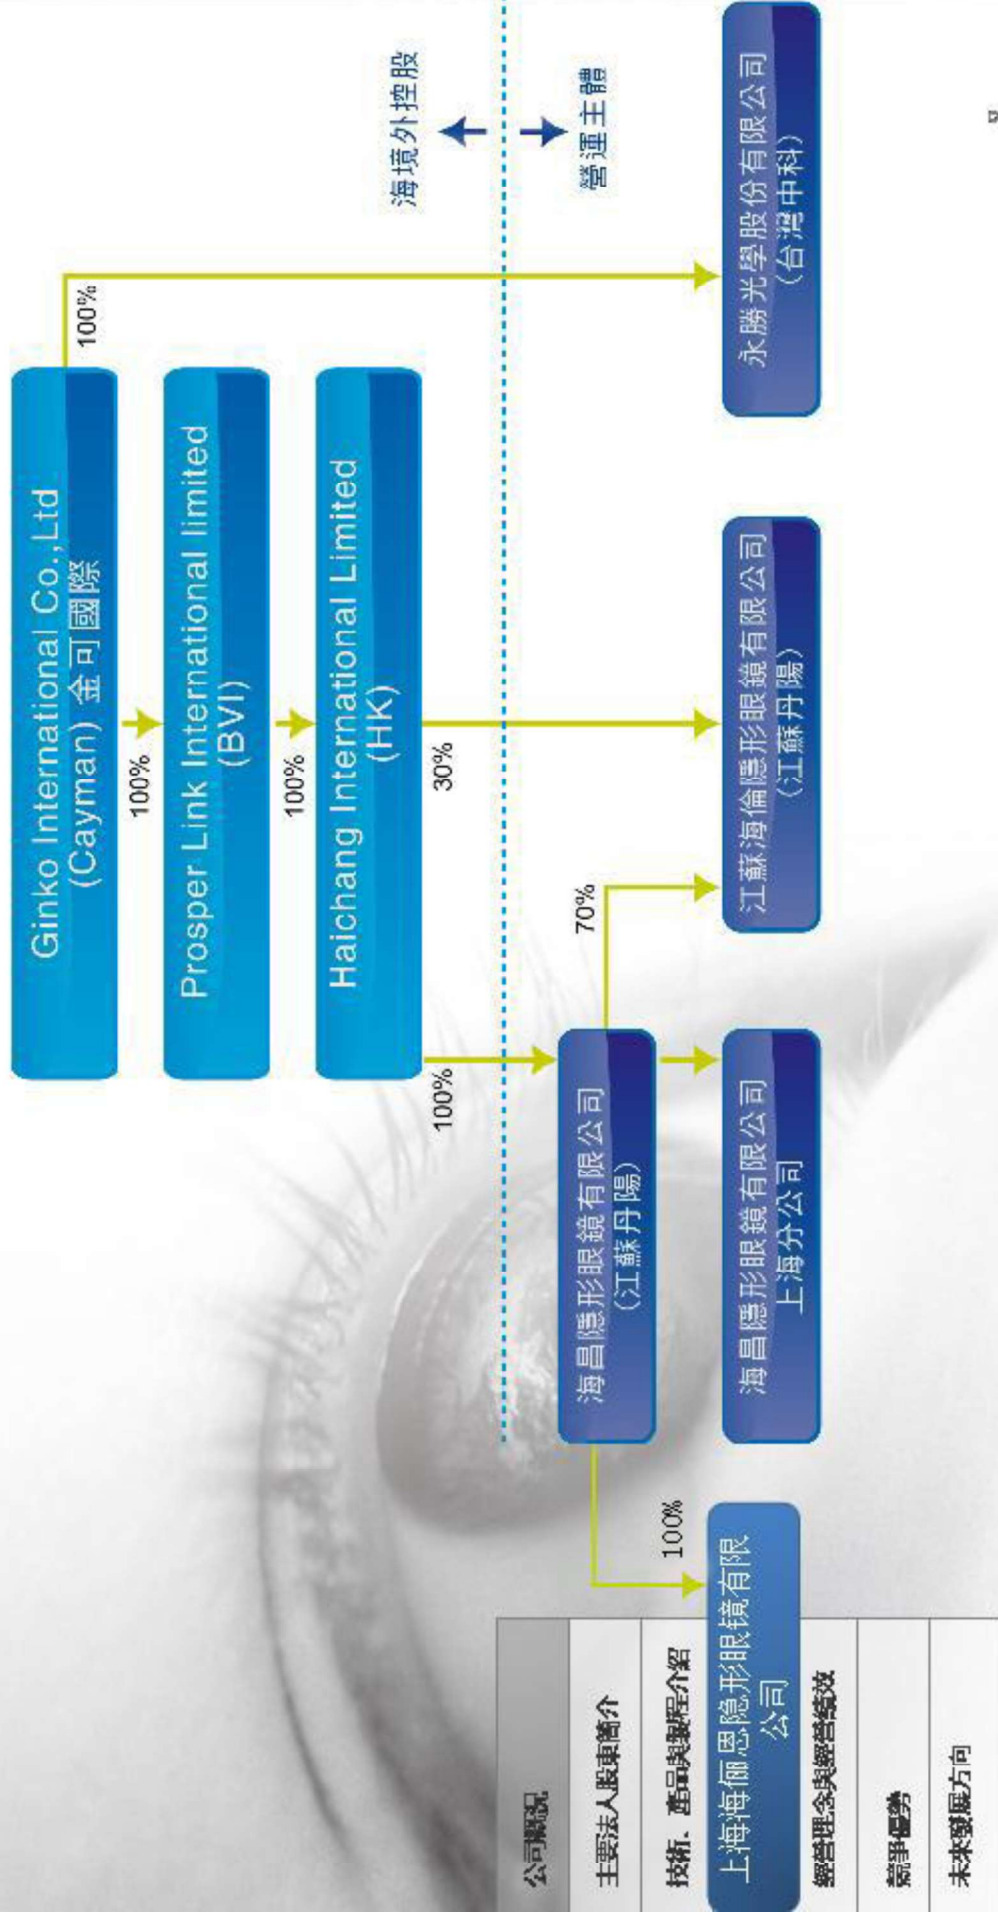 Ginko International Co.,Ltd
(Cayman) 金可國際
100%
100%
Prosper Link International limited
(BVI)
100%
Haichang International Limited
(HK)
海境外控股
100%
30%
營運主體
海昌隱形眼鏡有限公司
(江蘇丹陽)
70%
100%
上海海俪恩隐形眼镜有限
公司
海昌隱形眼鏡有限公司
上海分公司
江蘇海倫隱形眼鏡有限公司
(江蘇丹陽)
永勝光學股份有限公司
(台灣中科)
公司概況
主要法人股東簡介
技術、產品與製程介紹
經營理念與經營績效
競爭優勢
未來發展方向